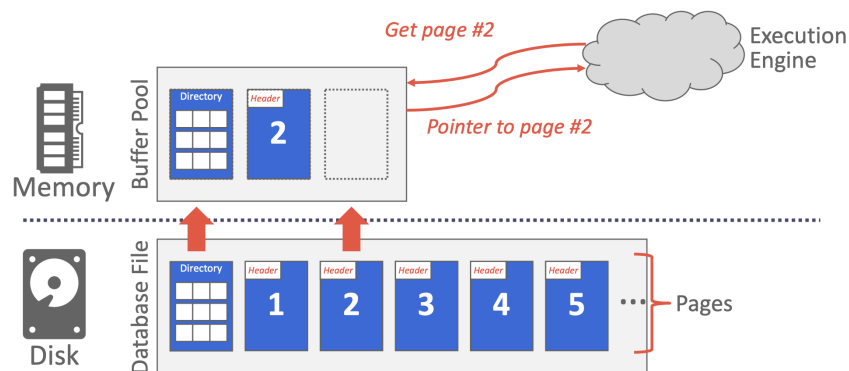 Get page #2
Execution
Engine
Directory
Header
2
Pointer to page #2
Buffer Pool
Memory
Directory
Header
1
Header
2
Header
3
Header
4
Header
5
...
Pages
Database File
Disk